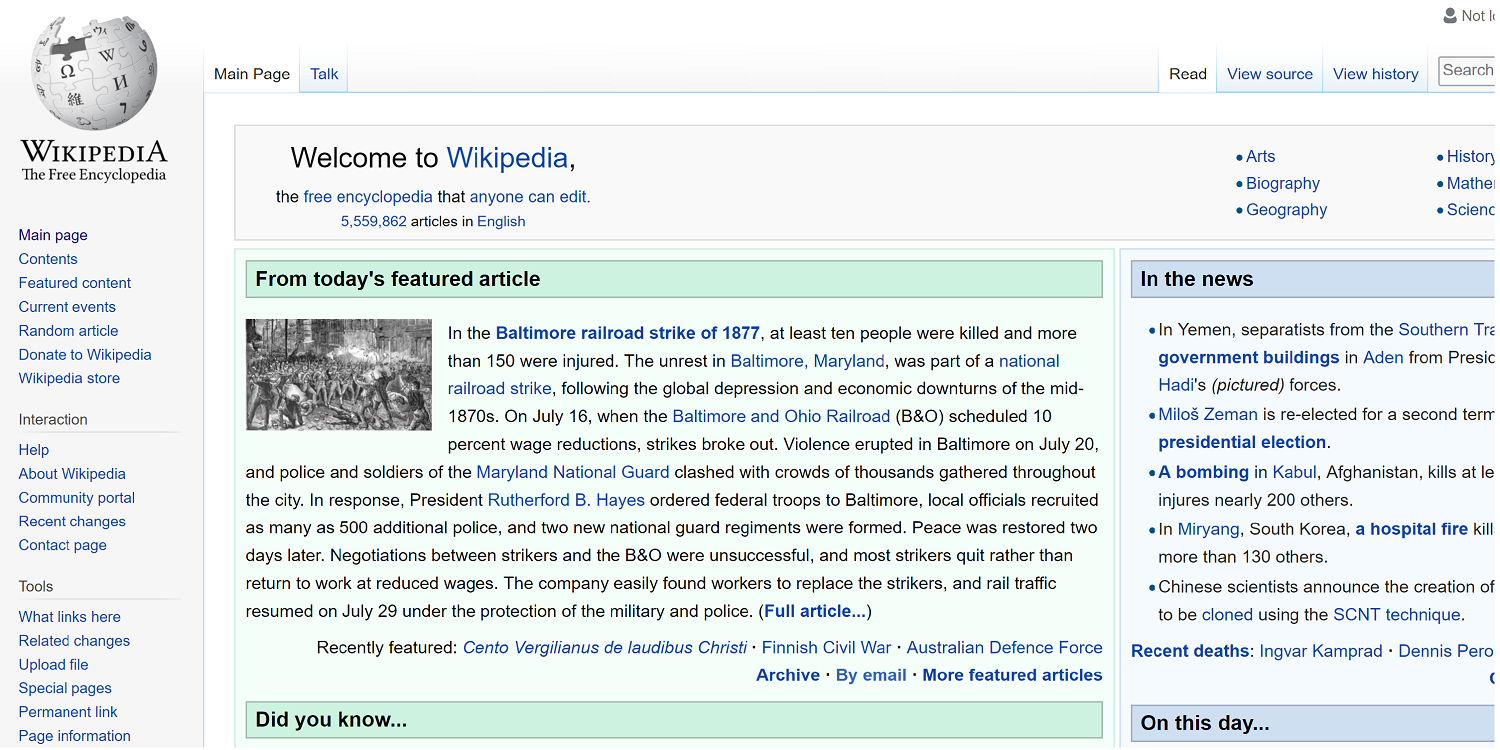 Not
Main Page
Talk
Read
View source
View history
Search
WIKIPEDIA
The Free Encyclopedia
Main page
Contents
Featured content
Current events
Random article
Donate to Wikipedia
Wikipedia store
Interaction
Help
About Wikipedia
Community portal
Recent changes
Contact page
Tools
What links here
Related changes
Upload file
Special pages
Permanent link
Page information
Welcome to Wikipedia,
the free encyclopedia that anyone can edit.
5,559,862 articles in English
• Arts
• Biography
• Geography
• History
• Mathe
• Scienc
From today's featured article
In the Baltimore railroad strike of 1877, at least ten people were killed and more
than 150 were injured. The unrest in Baltimore, Maryland, was part of a national
railroad strike, following the global depression and economic downturns of the mid-
1870s. On July 16, when the Baltimore and Ohio Railroad (B&O) scheduled 10
percent wage reductions, strikes broke out. Violence erupted in Baltimore on July 20,
and police and soldiers of the Maryland National Guard clashed with crowds of thousands gathered throughout
the city. In response, President Rutherford B. Hayes ordered federal troops to Baltimore, local officials recruited
as many as 500 additional police, and two new national guard regiments were formed. Peace was restored two
days later. Negotiations between strikers and the B&O were unsuccessful, and most strikers quit rather than
return to work at reduced wages. The company easily found workers to replace the strikers, and rail traffic
resumed on July 29 under the protection of the military and police. (Full article...)
Recently featured: Cento Vergilianus de laudibus Christi · Finnish Civil War · Australian Defence Force
Archive · By email · More featured articles
Did you know...
In the news
• In Yemen, separatists from the Southern Tra
government buildings in Aden from Presid
Hadi's (pictured) forces.
• Miloš Zeman is re-elected for a second term
presidential election.
• A bombing in Kabul, Afghanistan, kills at le
injures nearly 200 others.
• In Miryang, South Korea, a hospital fire kill
more than 130 others.
• Chinese scientists announce the creation of
to be cloned using the SCNT technique.
Recent deaths: Ingvar Kamprad · Dennis Pero
On this day...